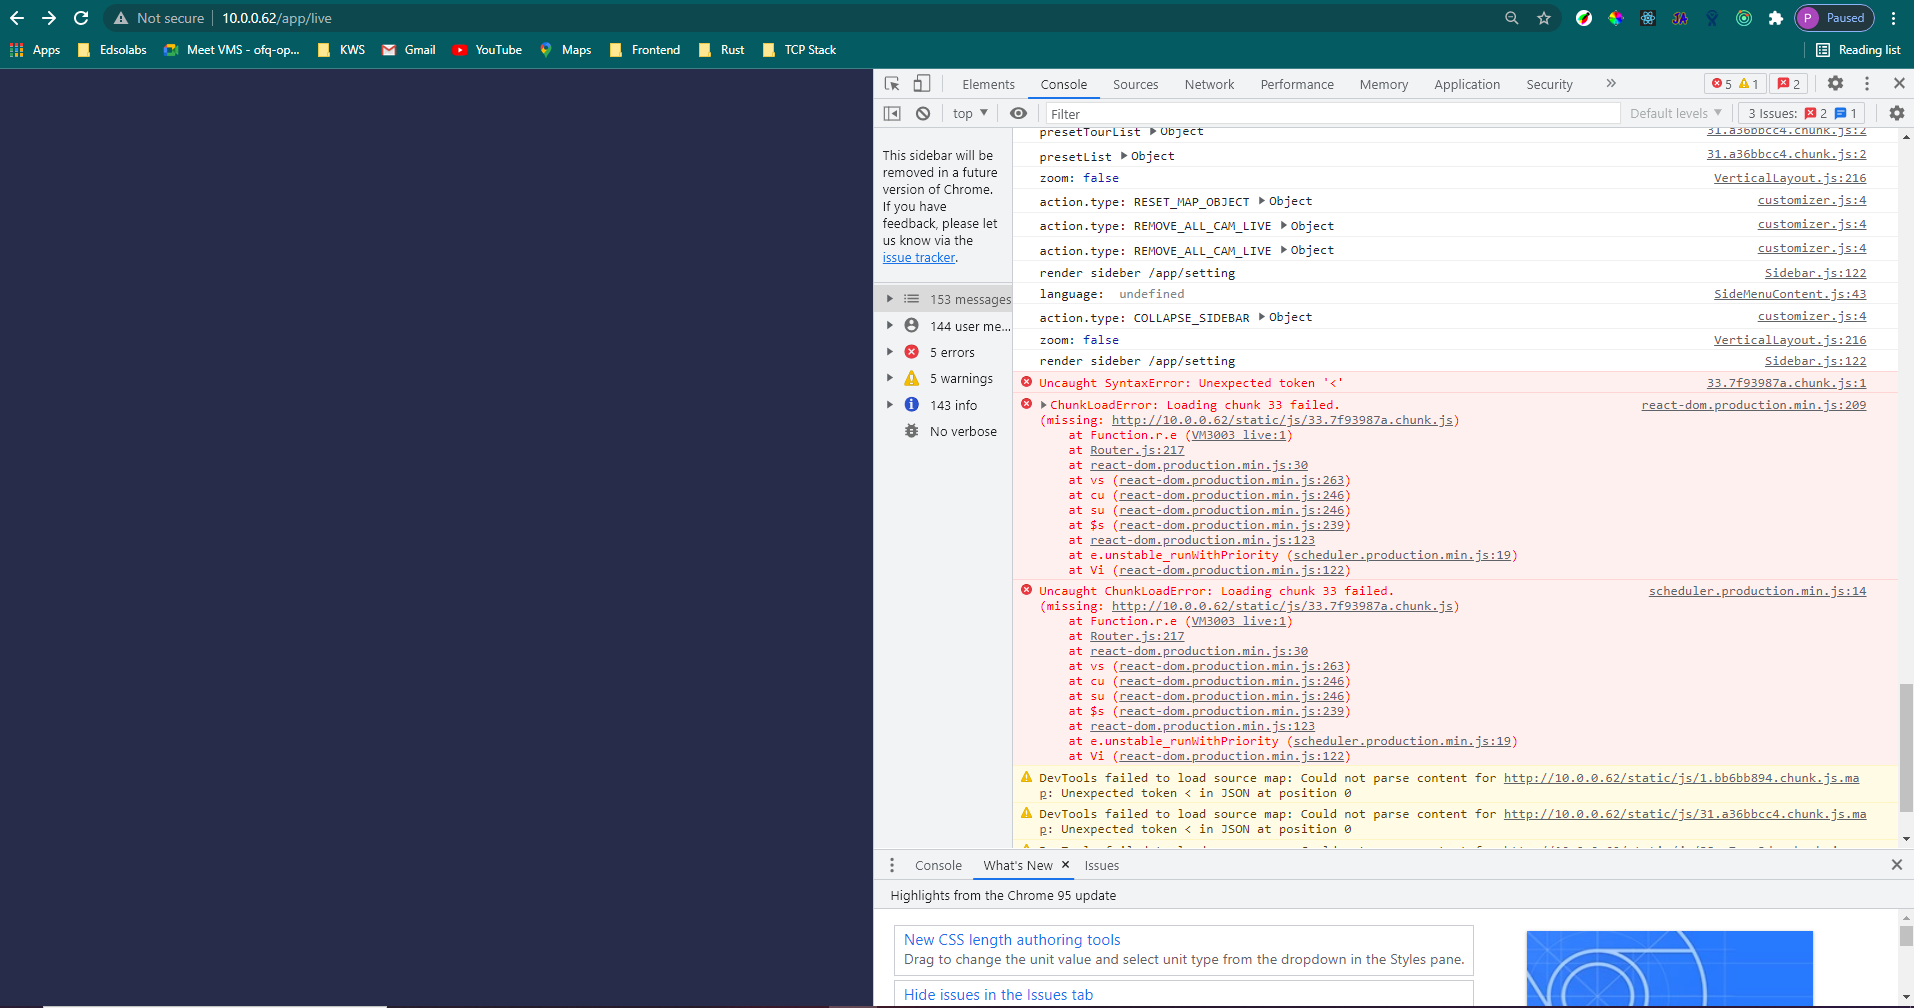 Not secure
10.0.0.62/app/live
P
Paused
Apps
Edsolabs
Meet VMS - ofq-op...
KWS
Gmail
YouTube
Maps
Frontend
Rust
TCP Stack
Reading list
Elements
Console
Sources
Network
Performance
Memory
Application
Security
»
5
1
2
top
Filter
Default levels
3 Issues:
2
1
This sidebar will be
removed in a future
version of Chrome.
If you have
feedback, please let
us know via the
issue tracker.
153 messages
144 user me...
5 errors
5 warnings
143 info
No verbose
presetTourList Object 31.a36bbcc4.chunk.js:2
presetList Object 31.a36bbcc4.chunk.js:2
zoom: false VerticalLayout.js:216
action.type: RESET_MAP_OBJECT Object customizer.js:4
action.type: REMOVE_ALL_CAM_LIVE Object customizer.js:4
action.type: REMOVE_ALL_CAM_LIVE Object customizer.js:4
render sideber /app/setting Sidebar.js:122
language: undefined SideMenuContent.js:43
action.type: COLLAPSE_SIDEBAR Object customizer.js:4
zoom: false VerticalLayout.js:216
render sideber /app/setting Sidebar.js:122
Uncaught SyntaxError: Unexpected token '<' 33.7f93987a.chunk.js:1
ChunkLoadError: Loading chunk 33 failed. react-dom.production.min.js:209
(missing: http://10.0.0.62/static/js/33.7f93987a.chunk.js)
at Function.r.e (VM3003 live:1)
at Router.js:217
at react-dom.production.min.js:30
at vs (react-dom.production.min.js:263)
at cu (react-dom.production.min.js:246)
at su (react-dom.production.min.js:246)
at $s (react-dom.production.min.js:239)
at react-dom.production.min.js:123
at e.unstable_runWithPriority (scheduler.production.min.js:19)
at Vi (react-dom.production.min.js:122)
Uncaught ChunkLoadError: Loading chunk 33 failed. scheduler.production.min.js:14
(missing: http://10.0.0.62/static/js/33.7f93987a.chunk.js)
at Function.r.e (VM3003 live:1)
at Router.js:217
at react-dom.production.min.js:30
at vs (react-dom.production.min.js:263)
at cu (react-dom.production.min.js:246)
at su (react-dom.production.min.js:246)
at $s (react-dom.production.min.js:239)
at react-dom.production.min.js:123
at e.unstable_runWithPriority (scheduler.production.min.js:19)
at Vi (react-dom.production.min.js:122)
DevTools failed to load source map: Could not parse content for http://10.0.0.62/static/js/1.bb6bb894.chunk.js.ma
p: Unexpected token < in JSON at position 0
DevTools failed to load source map: Could not parse content for http://10.0.0.62/static/js/31.a36bbcc4.chunk.js.ma
p: Unexpected token < in JSON at position 0
Console
What's New
Issues
Highlights from the Chrome 95 update
New CSS length authoring tools
Drag to change the unit value and select unit type from the dropdown in the Styles pane.
Hide issues in the Issues tab